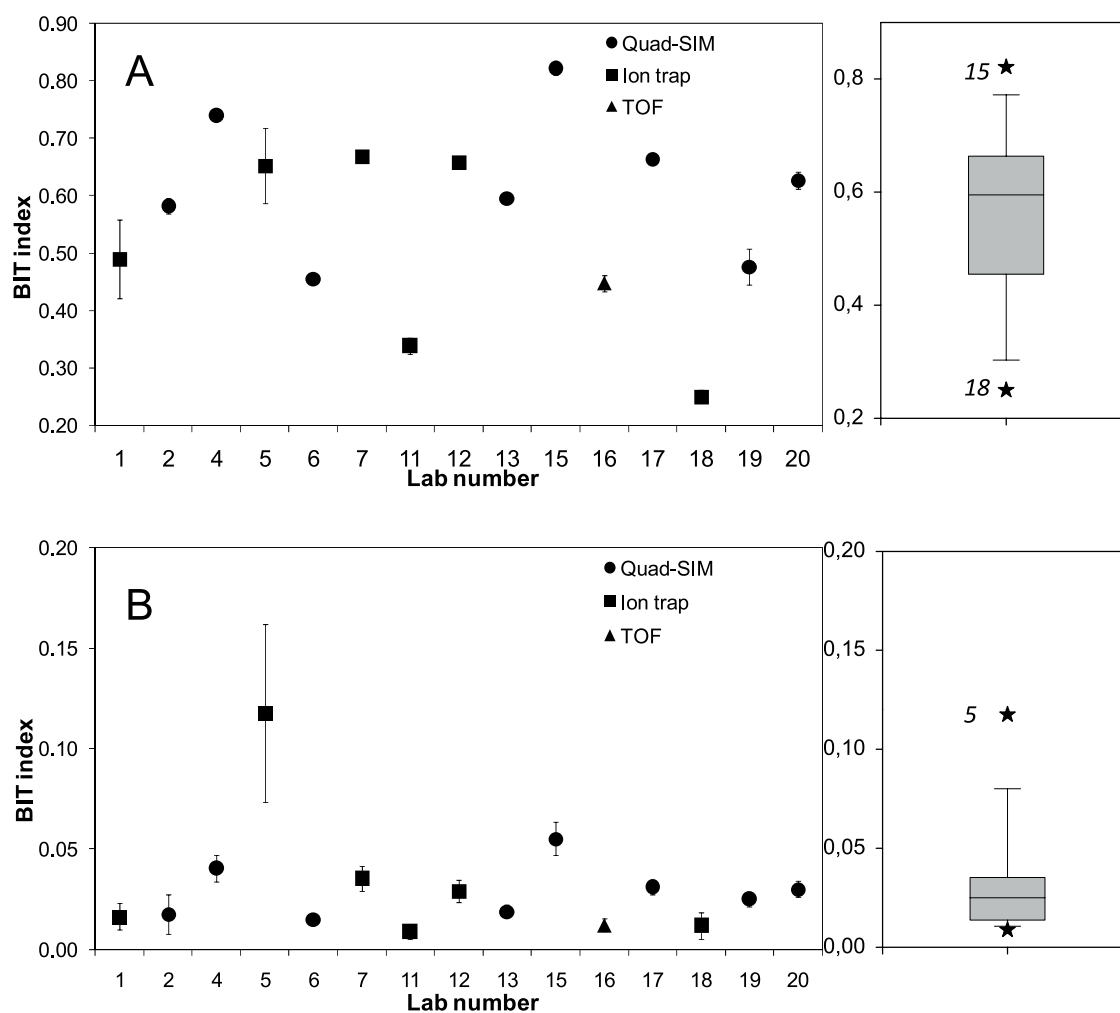 A
Quad-SIM
Ion trap
TOF
BIT index
0.90
0.80
0.70
0.60
0.50
0.40
0.30
0.20
1 2 4 5 6 7 11 12 13 15 16 17 18 19 20
Lab number
0,8
0,6
0,4
0,2
15
18
B
Quad-SIM
Ion trap
TOF
BIT index
0.20
0.15
0.10
0.05
0.00
1 2 4 5 6 7 11 12 13 15 16 17 18 19 20
Lab number
0,20
0,15
0,10
0,05
0,00
5